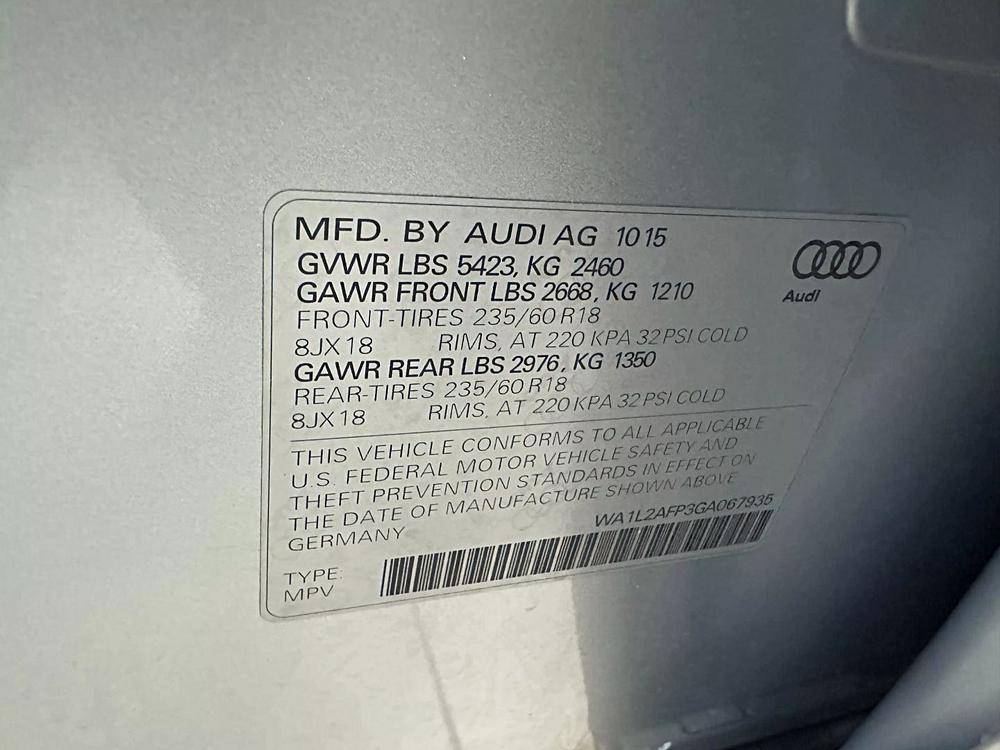 MFD. BY AUDI AG 10 15
GVWR LBS 5423, KG 2460
GAWR FRONT LBS 2668, KG 1210
FRONT-TIRES 235/60 R18
8JX18 RIMS, AT 220 KPA 32 PSI COLD
GAWR REAR LBS 2976, KG 1350
REAR-TIRES 235/60 R18
8JX18 RIMS, AT 220 KPA 32 PSI COLD
Audi
THIS VEHICLE CONFORMS TO ALL APPLICABLE
U.S. FEDERAL MOTOR VEHICLE SAFETY AND
THEFT PREVENTION STANDARDS IN EFFECT ON
THE DATE OF MANUFACTURE SHOWN ABOVE
GERMANY
WA1L2AFP3GA067935
TYPE:
MPV